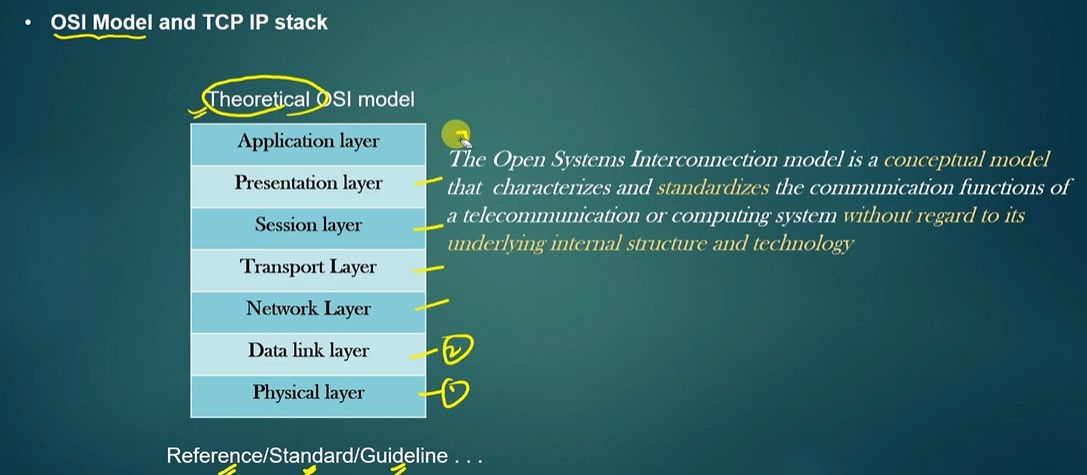 • OSI Model and TCP IP stack
Theoretical OSI model
Application layer
7
Presentation layer
Session layer
Transport Layer
Network Layer
Data link layer
2
Physical layer
1
The Open Systems Interconnection model is a conceptual model
that characterizes and standardizes the communication functions of
a telecommunication or computing system without regard to its
underlying internal structure and technology
Reference/Standard/Guideline . . .